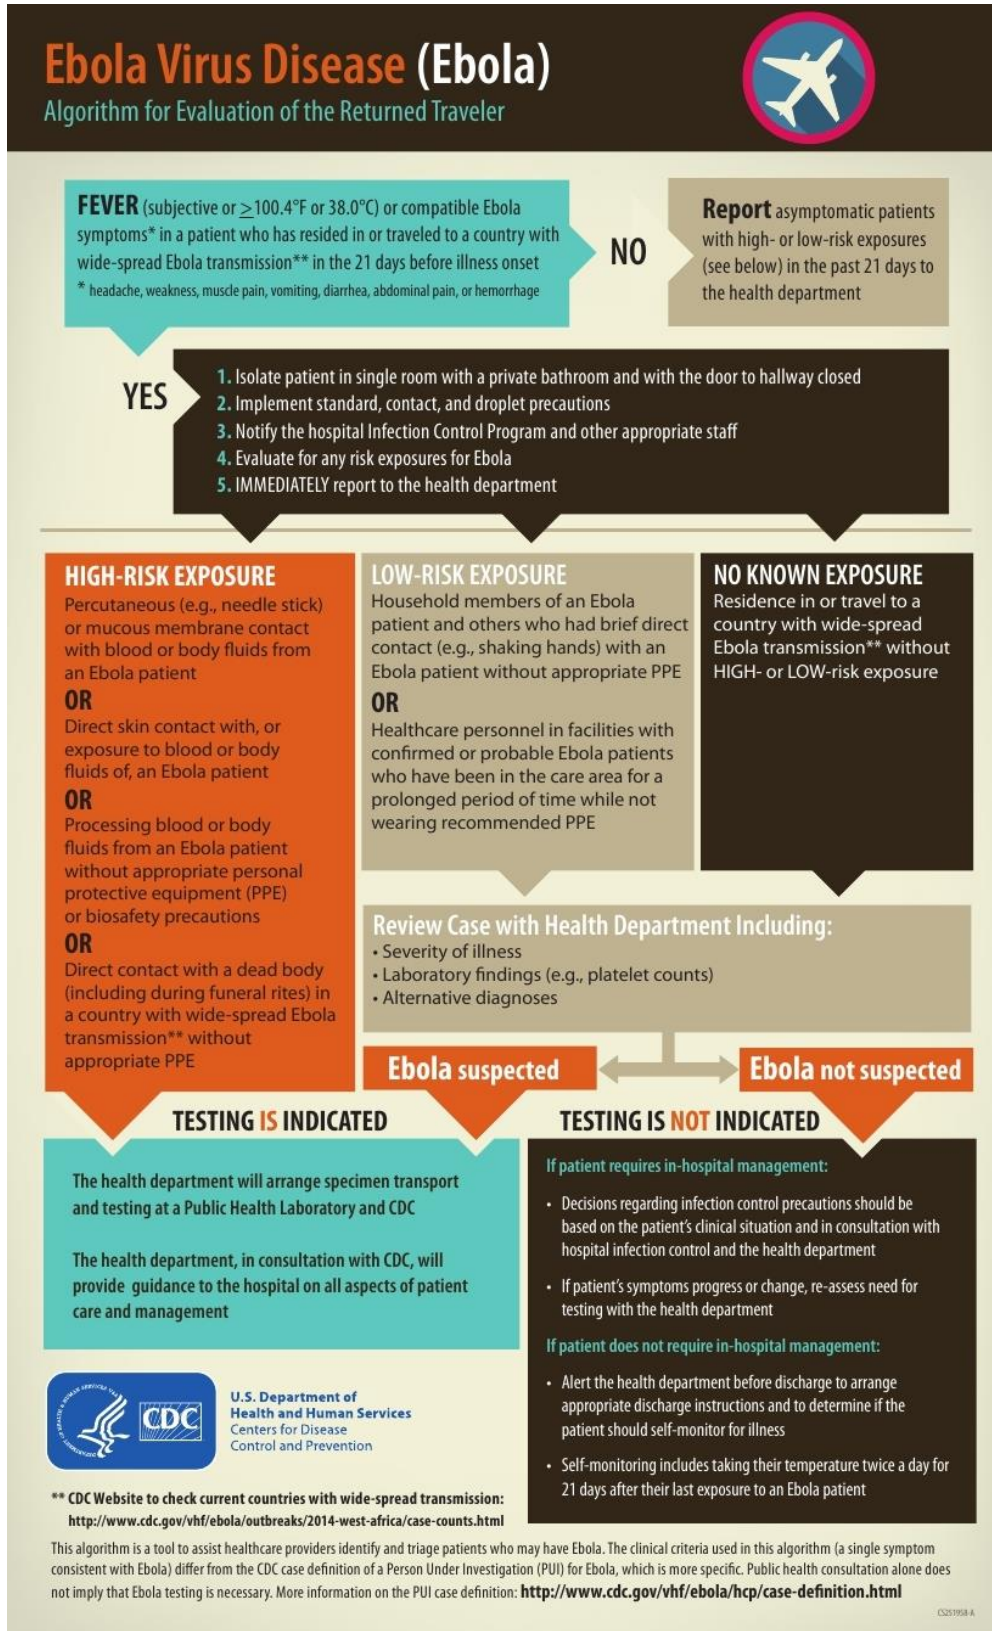 Ebola Virus Disease (Ebola)
Algorithm for Evaluation of the Returned Traveler
FEVER (subjective or ≥100.4°F or 38.0°C) or compatible Ebola
symptoms* in a patient who has resided in or traveled to a country with
wide-spread Ebola transmission** in the 21 days before illness onset
* headache, weakness, muscle pain, vomiting, diarrhea, abdominal pain, or hemorrhage
NO
Report asymptomatic patients
with high- or low-risk exposures
(see below) in the past 21 days to
the health department
YES
1. Isolate patient in single room with a private bathroom and with the door to hallway closed
2. Implement standard, contact, and droplet precautions
3. Notify the hospital Infection Control Program and other appropriate staff
4. Evaluate for any risk exposures for Ebola
5. IMMEDIATELY report to the health department
HIGH-RISK EXPOSURE
Percutaneous (e.g., needle stick)
or mucous membrane contact
with blood or body fluids from
an Ebola patient
OR
Direct skin contact with, or
exposure to blood or body
fluids of, an Ebola patient
OR
Processing blood or body
fluids from an Ebola patient
without appropriate personal
protective equipment (PPE)
or biosafety precautions
OR
Direct contact with a dead body
(including during funeral rites) in
a country with wide-spread Ebola
transmission** without
appropriate PPE
LOW-RISK EXPOSURE
Household members of an Ebola
patient and others who had brief direct
contact (e.g., shaking hands) with an
Ebola patient without appropriate PPE
OR
Healthcare personnel in facilities with
confirmed or probable Ebola patients
who have been in the care area for a
prolonged period of time while not
wearing recommended PPE
NO KNOWN EXPOSURE
Residence in or travel to a
country with wide-spread
Ebola transmission** without
HIGH- or LOW-risk exposure
Review Case with Health Department Including:
• Severity of illness
• Laboratory findings (e.g., platelet counts)
• Alternative diagnoses
Ebola suspected
Ebola not suspected
TESTING IS INDICATED
The health department will arrange specimen transport
and testing at a Public Health Laboratory and CDC
The health department, in consultation with CDC, will
provide guidance to the hospital on all aspects of patient
care and management
TESTING IS NOT INDICATED
If patient requires in-hospital management:
• Decisions regarding infection control precautions should be
based on the patient's clinical situation and in consultation with
hospital infection control and the health department
• If patient's symptoms progress or change, re-assess need for
testing with the health department
If patient does not require in-hospital management:
• Alert the health department before discharge to arrange
appropriate discharge instructions and to determine if the
patient should self-monitor for illness
• Self-monitoring includes taking their temperature twice a day for
21 days after their last exposure to an Ebola patient
CDC
U.S. Department of
Health and Human Services
Centers for Disease
Control and Prevention
** CDC Website to check current countries with wide-spread transmission:
http://www.cdc.gov/vhf/ebola/outbreaks/2014-west-africa/case-counts.html
This algorithm is a tool to assist healthcare providers identify and triage patients who may have Ebola. The clinical criteria used in this algorithm (a single symptom
consistent with Ebola) differ from the CDC case definition of a Person Under Investigation (PUI) for Ebola, which is more specific. Public health consultation alone does
not imply that Ebola testing is necessary. More information on the PUI case definition: http://www.cdc.gov/vhf/ebola/hcp/case-definition.html
CS251958-A